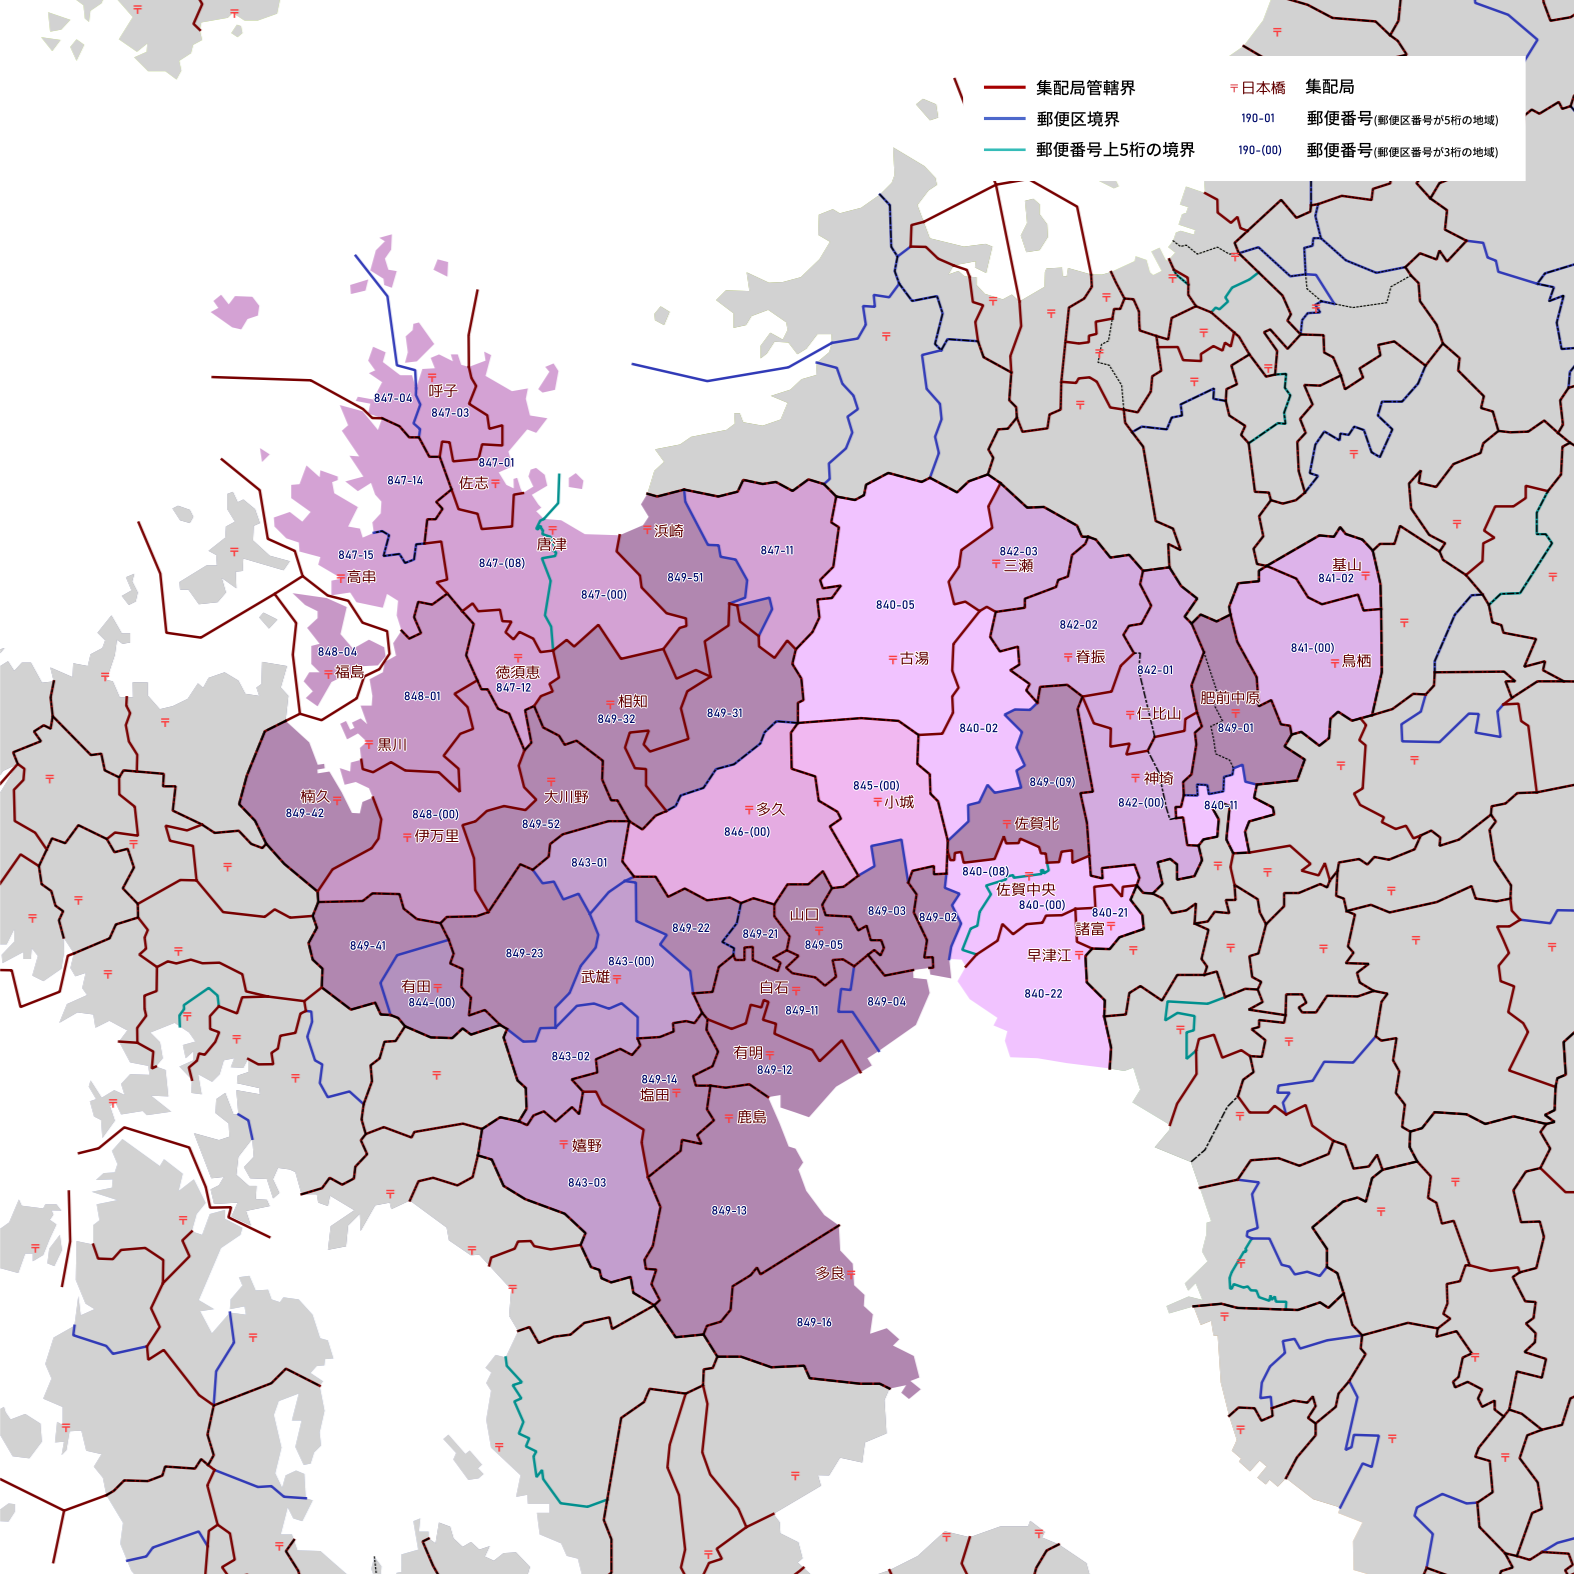 集配局管轄界
〒日本橋 集配局
郵便区境界
190-01 郵便番号(郵便区番号が5桁の地域)
郵便番号上5桁の境界
190-(00) 郵便番号(郵便区番号が3桁の地域)
847-04
呼子
847-03
847-01
847-14
佐志
浜崎
唐津
847-11
847-15
847-(08)
高串
849-51
847-(00)
842-03
三瀬
基山
841-02
840-05
842-02
848-04
福島
徳須恵
847-12
古湯
脊振
842-01
841-(00)
鳥栖
848-01
相知
849-32
849-31
840-02
仁比山
肥前中原
849-01
黒川
楠久
849-42
大川野
849-52
848-(00)
伊万里
多久
846-(00)
845-(00)
小城
849-(09)
神埼
842-(00)
840-11
佐賀北
843-01
840-(08)
佐賀中央
840-(00)
840-21
諸富
849-41
849-23
849-22
849-21
山口
849-05
849-03
849-02
早津江
840-22
有田
844-(00)
武雄
843-(00)
白石
849-11
849-04
843-02
有明
849-12
849-14
塩田
鹿島
嬉野
843-03
849-13
多良
849-16